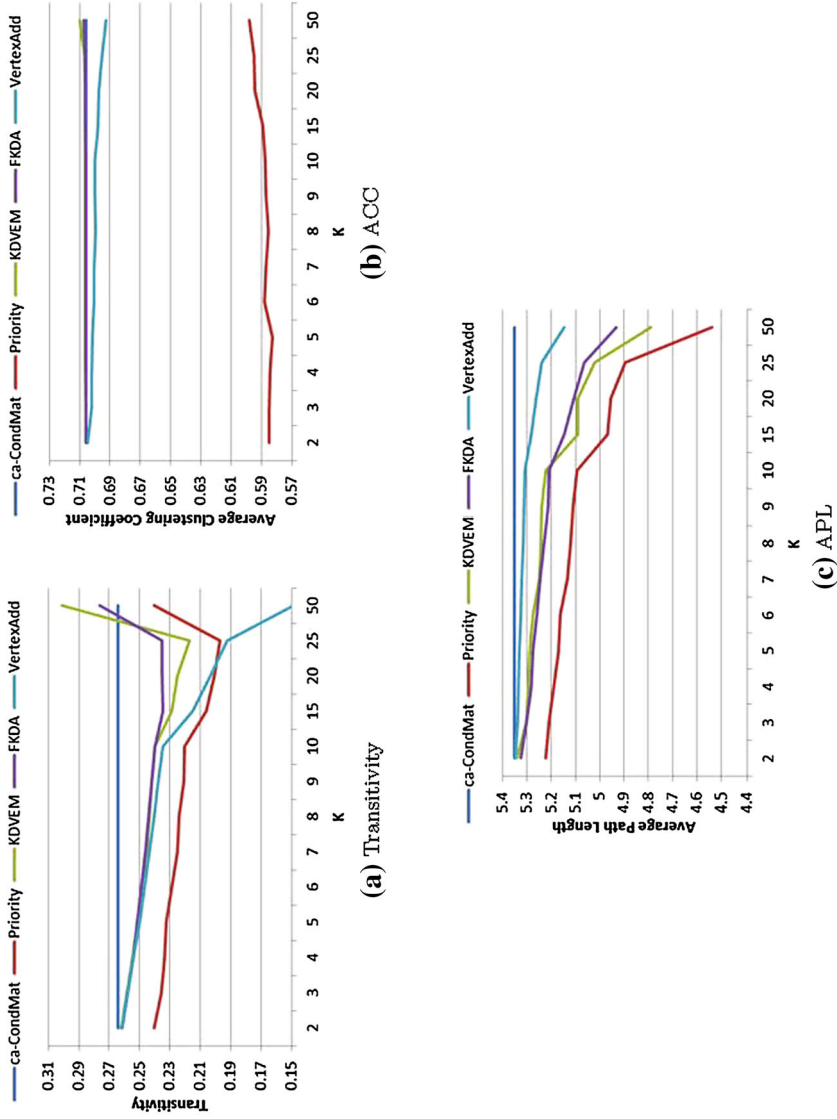 ca-CondMat Priority KDVEM FKDA VertexAdd
0.31
0.29
0.27
0.25
0.23
0.21
0.19
0.17
0.15
Transitivity
2 3 4 5 6 7 8 9 10 15 20 25 50
K
(a) Transitivity
ca-CondMat Priority KDVEM FKDA VertexAdd
0.73
0.71
0.69
0.67
0.65
0.63
0.61
0.59
0.57
Average Clustering Coefficient
2 3 4 5 6 7 8 9 10 15 20 25 50
K
(b) ACC
ca-CondMat Priority KDVEM FKDA VertexAdd
5.4
5.3
5.2
5.1
5
4.9
4.8
4.7
4.6
4.5
4.4
Average Path Length
2 3 4 5 6 7 8 9 10 15 20 25 50
K
(c) APL